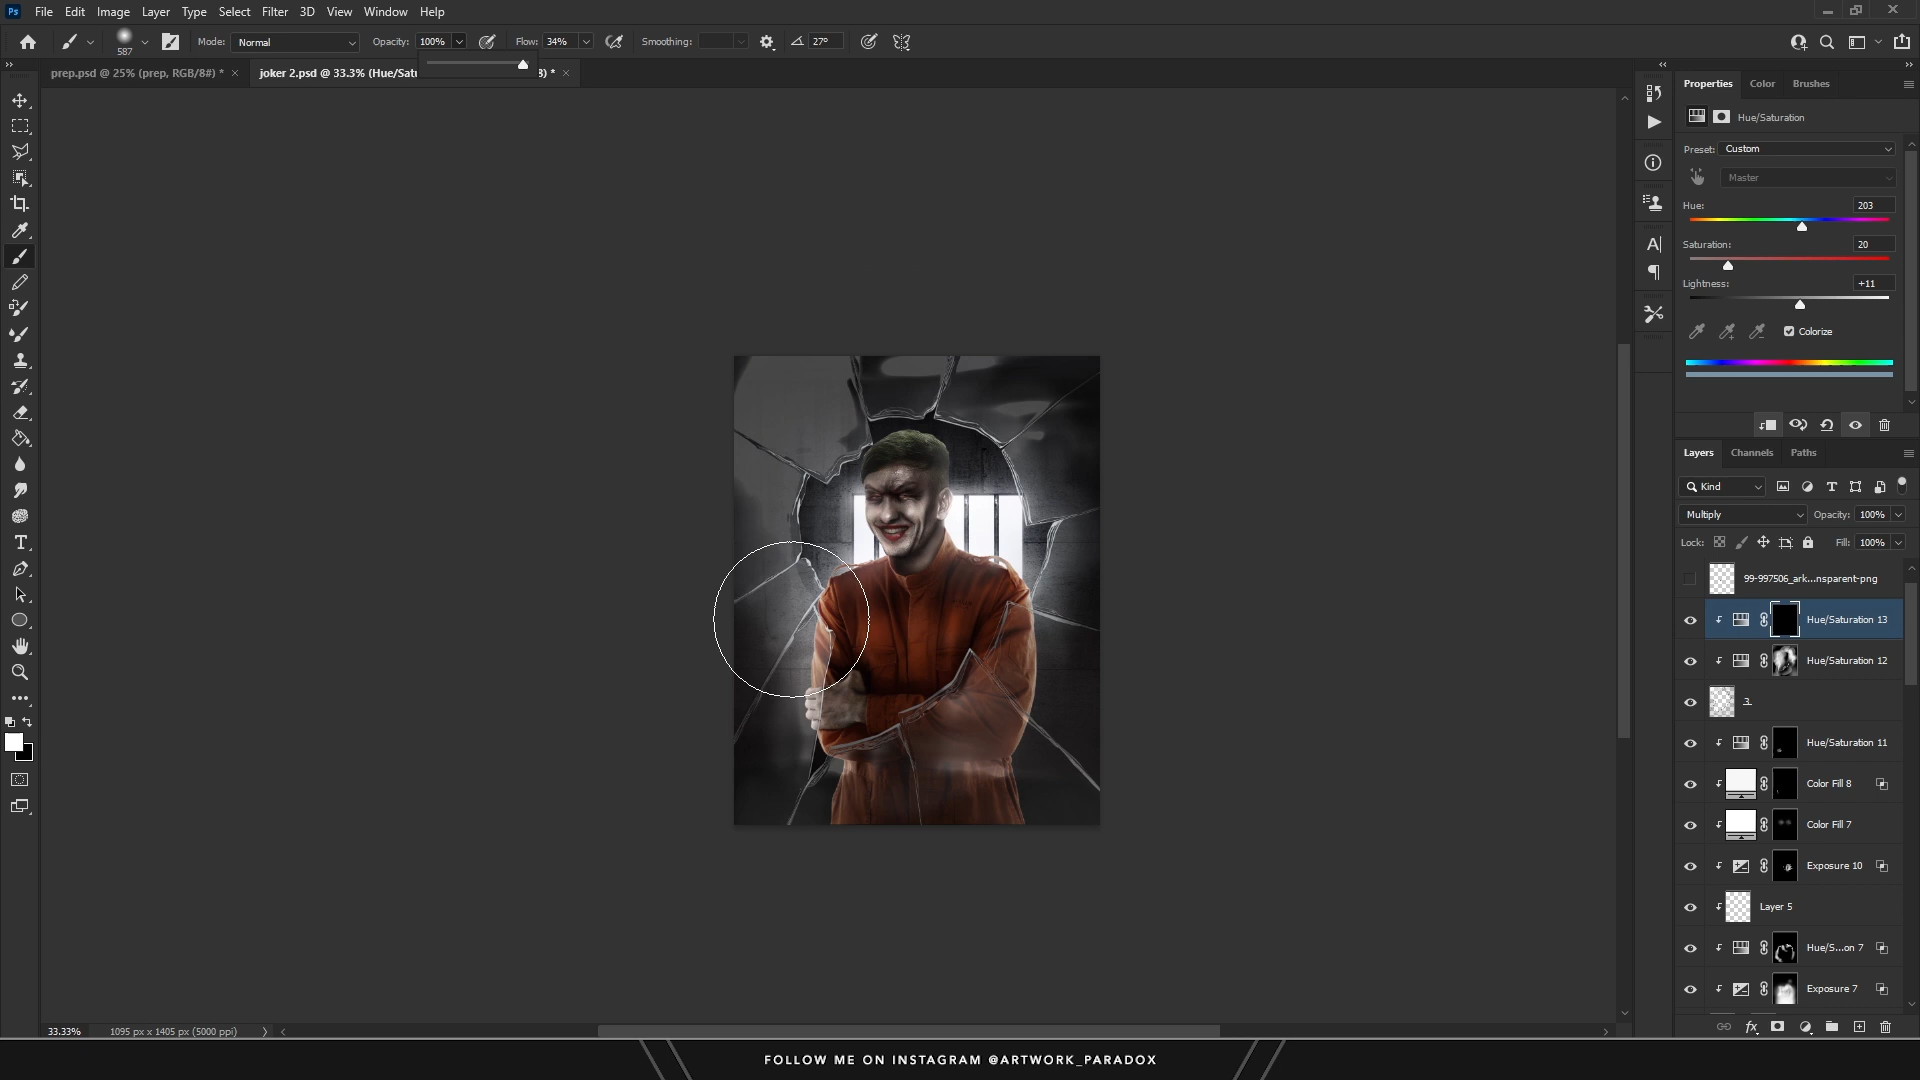 Ps File Edit Image Layer Type Select Filter 3D View Window Help
587 Mode: Normal Opacity: 100% Flow: 34% Smoothing: 27°
prep.psd @ 25% (prep, RGB/8#) * × joker 2.psd @ 33.3% (Hue/Satu 8) * ×
Properties Color Brushes
Hue/Saturation
Preset: Custom
Master
Hue: 203
Saturation: 20
Lightness: +11
Colorize
Layers Channels Paths
Kind
Multiply Opacity: 100%
Lock: Fill: 100%
99-997506_ark...nsparent-png
Hue/Saturation 13
Hue/Saturation 12
3
Hue/Saturation 11
Color Fill 8
Color Fill 7
Exposure 10
Layer 5
Hue/S...on 7
Exposure 7
33.33% 1095 px x 1405 px (5000 ppi)
FOLLOW ME ON INSTAGRAM @ARTWORK_PARADOX